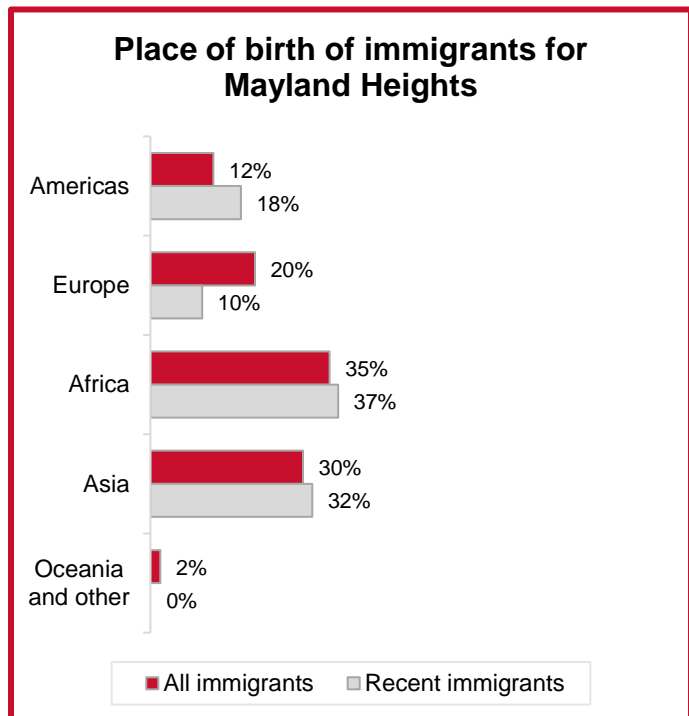 Place of birth of immigrants for
Mayland Heights
Americas
12%
18%
Europe
20%
10%
Africa
35%
37%
Asia
30%
32%
Oceania
and other
2%
0%
All immigrants
Recent immigrants